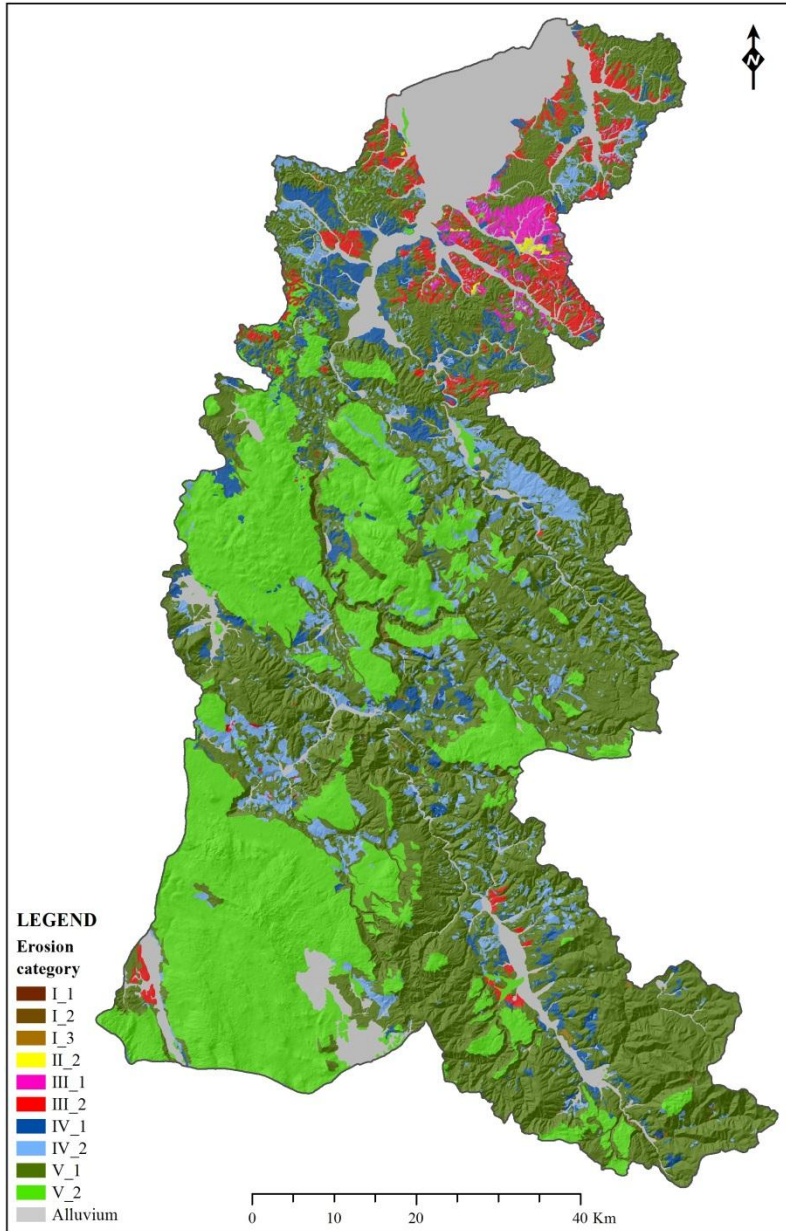 N
LEGEND
Erosion
category
I_1
I_2
I_3
II_2
III_1
III_2
IV_1
IV_2
V_1
V_2
Alluvium
0 10 20 40 Km